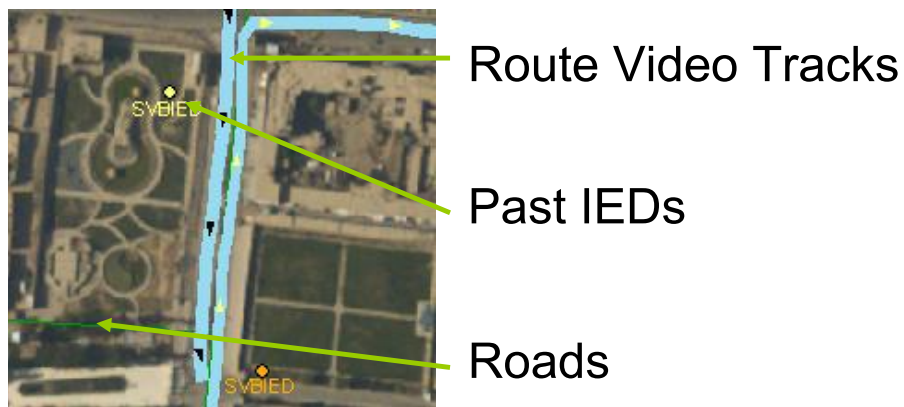 Route Video Tracks
SVBIED
Past IEDs
Roads
SVBIED